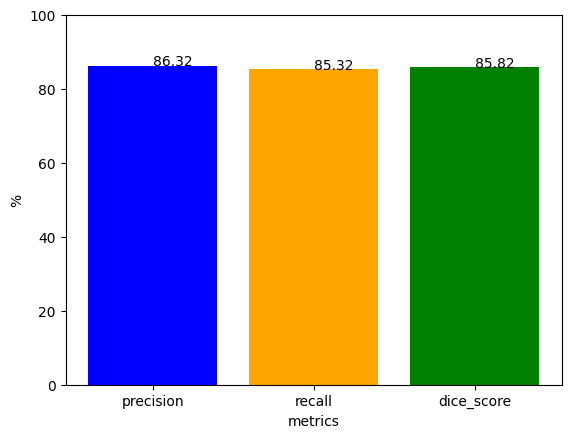 100
80
60
40
20
0
%
86.32
85.32
85.82
precision
recall
dice_score
metrics